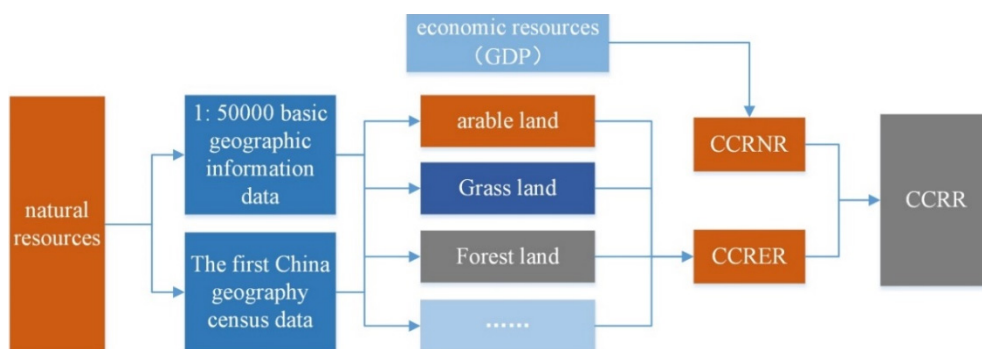 economic resources
（GDP）
natural
resources
1: 50000 basic
geographic
information
data
The first China
geography
census data
arable land
Grass land
Forest land
……
CCRNR
CCRER
CCRR